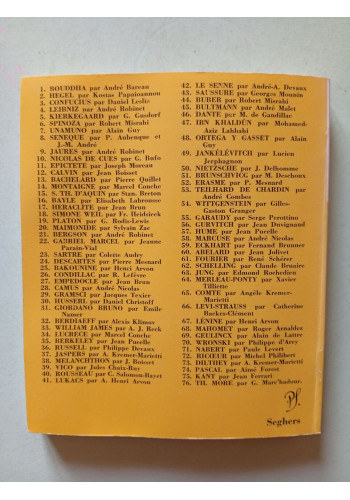 1. BOUDDHA par André Bareau
2. HEGEL par Kostas Papaioannou
3. CONFUCIUS par Daniel Leslie
4. LEIBNIZ par André Robinet
5. KIERKEGAARD par G. Gusdorf
6. SPINOZA par Robert Misrahi
7. UNAMUNO par Alain Guy
8. SENEQUE par P. Aubenque et
J.-M. André
9. JAURES par André Robinet
10. NICOLAS DE CUES par G. Bufo
11. EPICTETE par Joseph Moreau
12. CALVIN par Jean Boisset
13. BACHELARD par Pierre Quillet
14. MONTAIGNE par Marcel Conche
15. S. TH. D'AQUIN par Stan. Breton
16. BAYLE par Elisabeth Labrousse
17. HERACLITE par Jean Brun
18. SIMONE WEIL par Fr. Heidsieck
19. PLATON par G. Rodis-Lewis
20. MAIMONIDE par Sylvain Zac
21. BERGSON par André Robinet
22. GABRIEL MARCEL par Jeanne
Parain-Vial
23. SARTRE par Colette Audry
24. DESCARTES par Pierre Mesnard
25. BAKOUNINE par Henri Arvon
26. CONDILLAC par R. Lefèvre
27. EMPEDOCLE par Jean Brun
28. CAMUS par André Nicolas
29. GRAMSCI par Jacques Texier
30. HUSSERL par Daniel Christoff
31. GIORDANO BRUNO par Emile
Namer
32. BERDIAEFF par Alexis Klimov
33. WILLIAM JAMES par A. J. Reck
34. LUCRECE par Marcel Conche
35. BERKELEY par Jean Pucelle
36. RUSSELL par Philippe Devaux
37. JASPERS par A. Kremer-Marietti
38. MELANCHTHON par J. Boisset
39. VICO par Jules Chaix-Ruy
40. ROUSSEAU par C. Salomon-Bayet
41. LUKACS par A. Henri Arvon
42. LE SENNE par André-A. Devaux
43. SAUSSURE par Georges Mounin
44. BUBER par Robert Misrahi
45. BULTMANN par André Malet
46. DANTE par M. de Gandillac
47. IBN KHALDÛN par Mohamed-
Aziz Lahbabi
48. ORTEGA Y GASSET par Alain
Guy
49. JANKÉLÉVITCH par Lucien
Jerphagnon
50. NIETZSCHE par J. Delhomme
51. BRUNSCHVICG par M. Deschoux
52. ERASME par P. Mesnard
53. TEILHARD DE CHARDIN par
André Combes
54. WITTGENSTEIN par Gilles-
Gaston Granger
55. GARAUDY par Serge Perottino
56. GURVITCH par Jean Duvignaud
57. HUME par Jean Pucelle
58. MARCUSE par André Nicolas
59. ECKHART par Fernand Brunner
60. ABELARD par Jean Jolivet
61. FOURIER par René Schérer
62. SCHELLING par Claude Bruaire
63. JUNG par Edmond Rochedieu
64. MERLEAU-PONTY par Xavier
Tilliette
65. COMTE par Angèle Kremer-
Marietti
66. LEVI-STRAUSS par Catherine
Backes-Clément
67. LÉNINE par Henri Arvon
68. MAHOMET par Roger Arnaldez
69. GEULINCX par Alain de Lattre
70. WRONSKI par Philippe d'Arcy
71. NABERT par Paule Levert
72. RICŒUR par Michel Philibert
73. DILTHEY par A. Kremer-Marietti
74. PASCAL par Aimé Forest
75. KANT par Jean Ferrari
76. TH. MORE par G. Marc'hadour.
Seghers